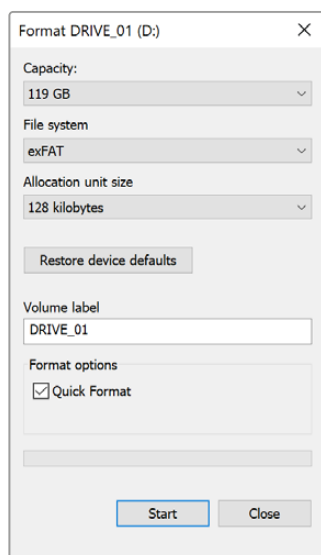 Format DRIVE_01 (D:)
Capacity:
119 GB
File system
exFAT
Allocation unit size
128 kilobytes
Restore device defaults
Volume label
DRIVE_01
Format options
Quick Format
Start Close